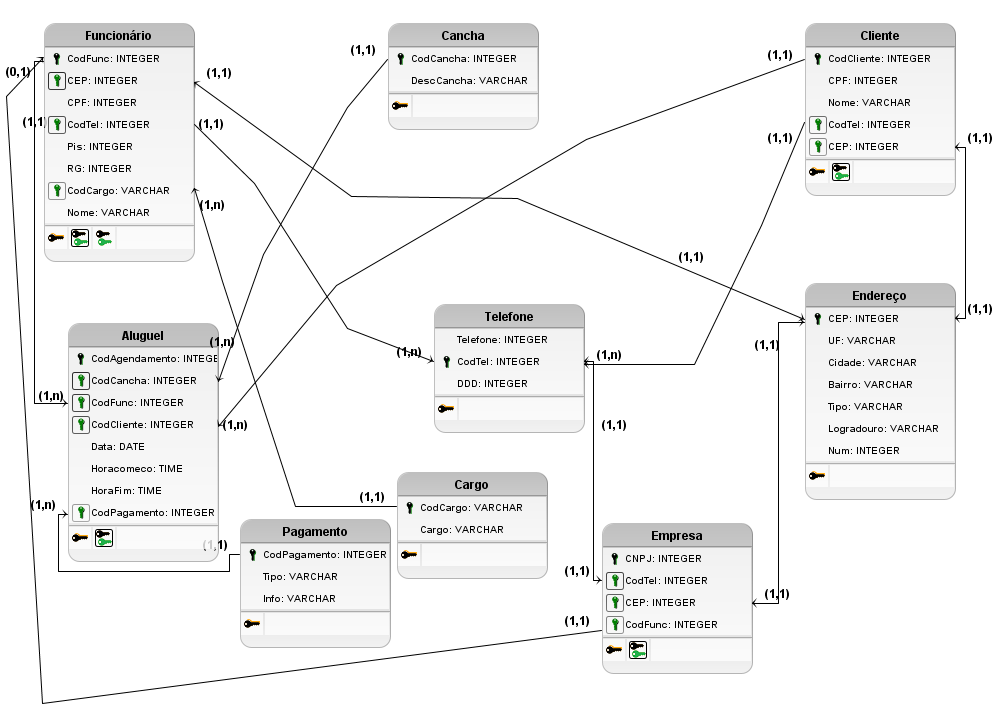 Funcionário
CodFunc: INTEGER
CEP: INTEGER
CPF: INTEGER
CodTel: INTEGER
Pis: INTEGER
RG: INTEGER
CodCargo: VARCHAR
Nome: VARCHAR
(0,1)
(1,1)
(1,1)
(1,1)
(1,n)
Cancha
CodCancha: INTEGER
DescCancha: VARCHAR
(1,1)
Cliente
CodCliente: INTEGER
CPF: INTEGER
Nome: VARCHAR
CodTel: INTEGER
CEP: INTEGER
(1,1)
(1,1)
(1,1)
Aluguel
CodAgendamento: INTEGE
CodCancha: INTEGER
CodFunc: INTEGER
CodCliente: INTEGER
Data: DATE
Horacomeco: TIME
HoraFim: TIME
CodPagamento: INTEGER
(1,n)
(1,n)
(1,n)
(1,n)
Telefone
Telefone: INTEGER
CodTel: INTEGER
DDD: INTEGER
(1,n)
(1,n)
(1,1)
Endereço
CEP: INTEGER
UF: VARCHAR
Cidade: VARCHAR
Bairro: VARCHAR
Tipo: VARCHAR
Logradouro: VARCHAR
Num: INTEGER
(1,1)
(1,1)
(1,1)
Cargo
CodCargo: VARCHAR
Cargo: VARCHAR
(1,1)
Pagamento
CodPagamento: INTEGER
Tipo: VARCHAR
Info: VARCHAR
(1,1)
Empresa
CNPJ: INTEGER
CodTel: INTEGER
CEP: INTEGER
CodFunc: INTEGER
(1,1)
(1,1)
(1,1)